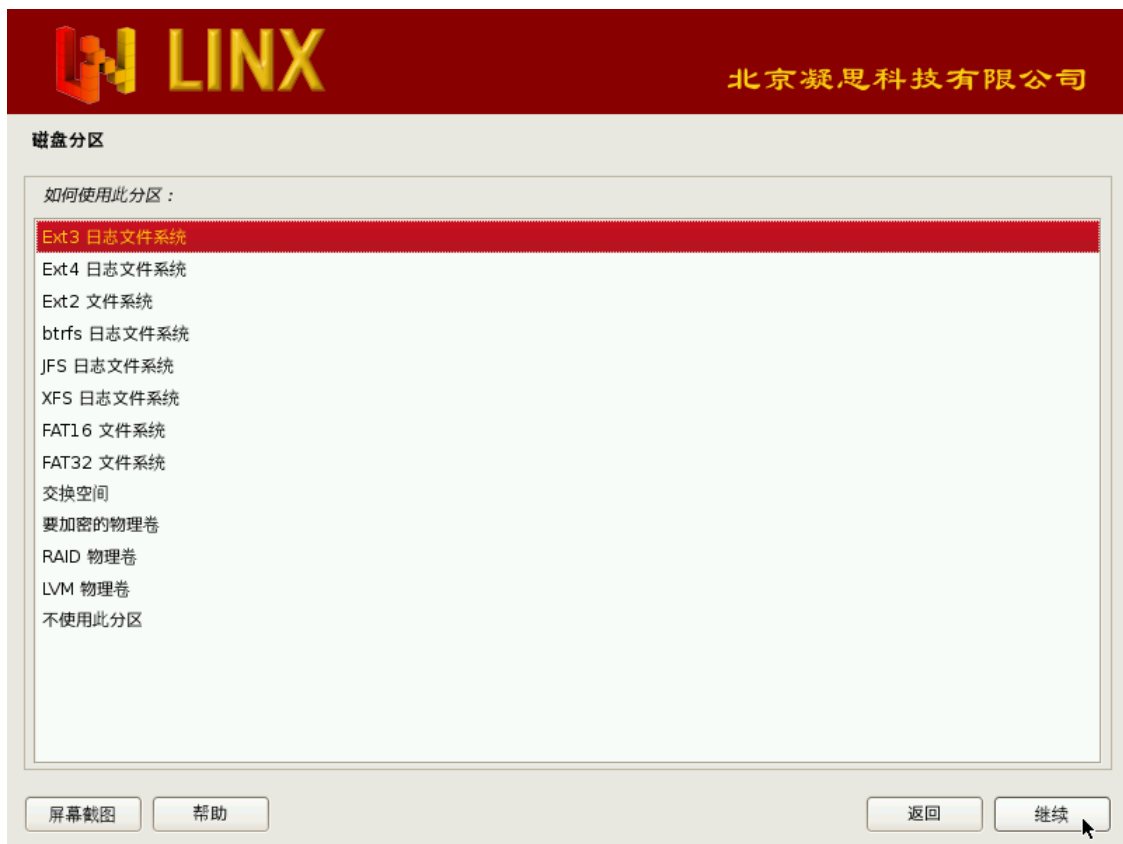 LINX
北京凝思科技有限公司
磁盘分区
如何使用此分区：
Ext3 日志文件系统
Ext4 日志文件系统
Ext2 文件系统
btrfs 日志文件系统
JFS 日志文件系统
XFS 日志文件系统
FAT16 文件系统
FAT32 文件系统
交换空间
要加密的物理卷
RAID 物理卷
LVM 物理卷
不使用此分区
屏幕截图 帮助 返回 继续